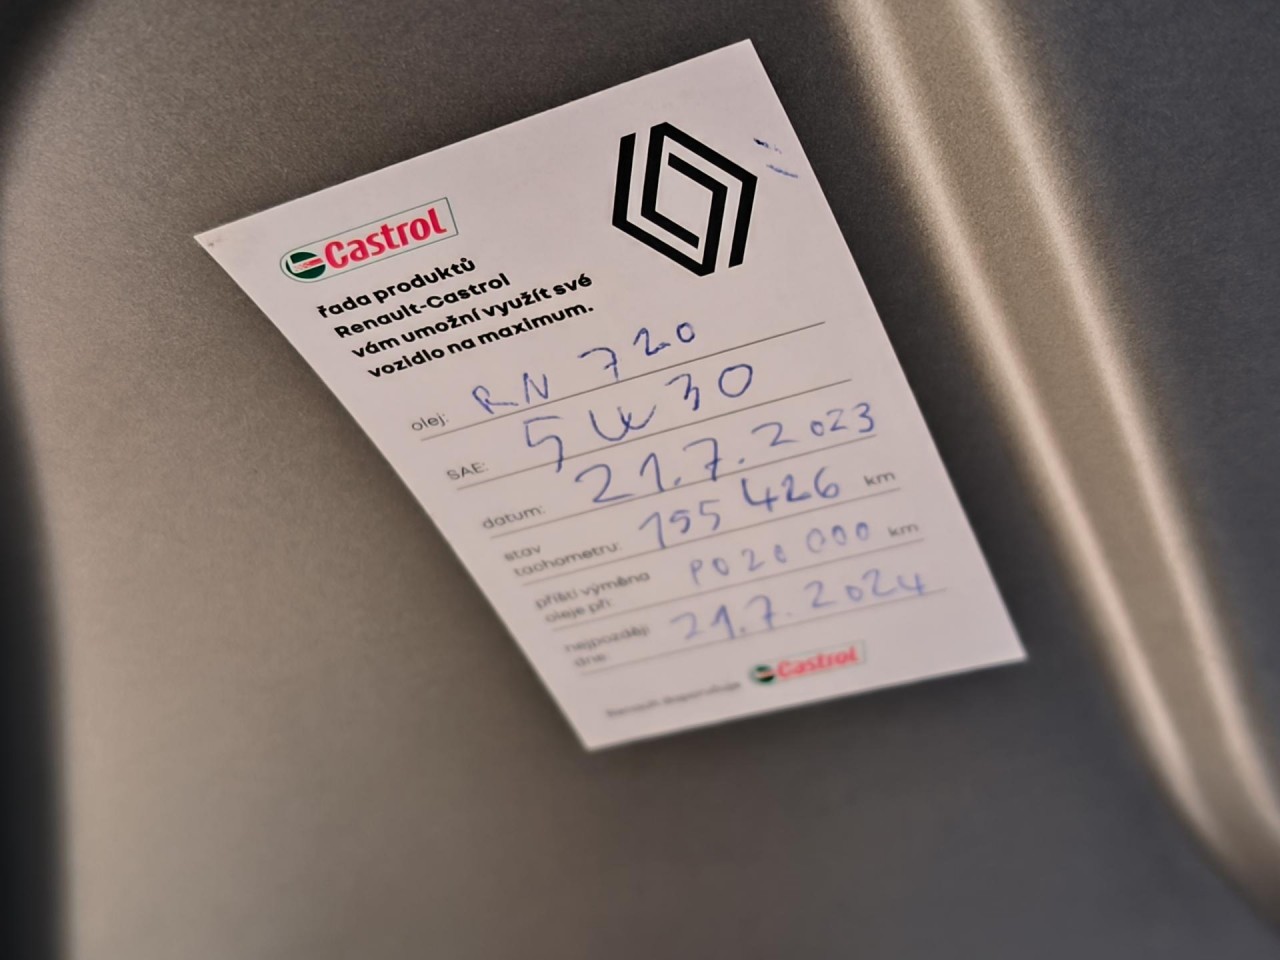 Castrol
řada produktů
Renault-Castrol
vám umožní využít své
vozidlo na maximum.
olej: RN 720
SAE: 5W30
datum: 21.7.2023
stav
tachometru: 155 426 km
příští výměna
oleje při: PO 20 000 km
nejpozději
dne: 21.7.2024
Renault doporučuje Castrol